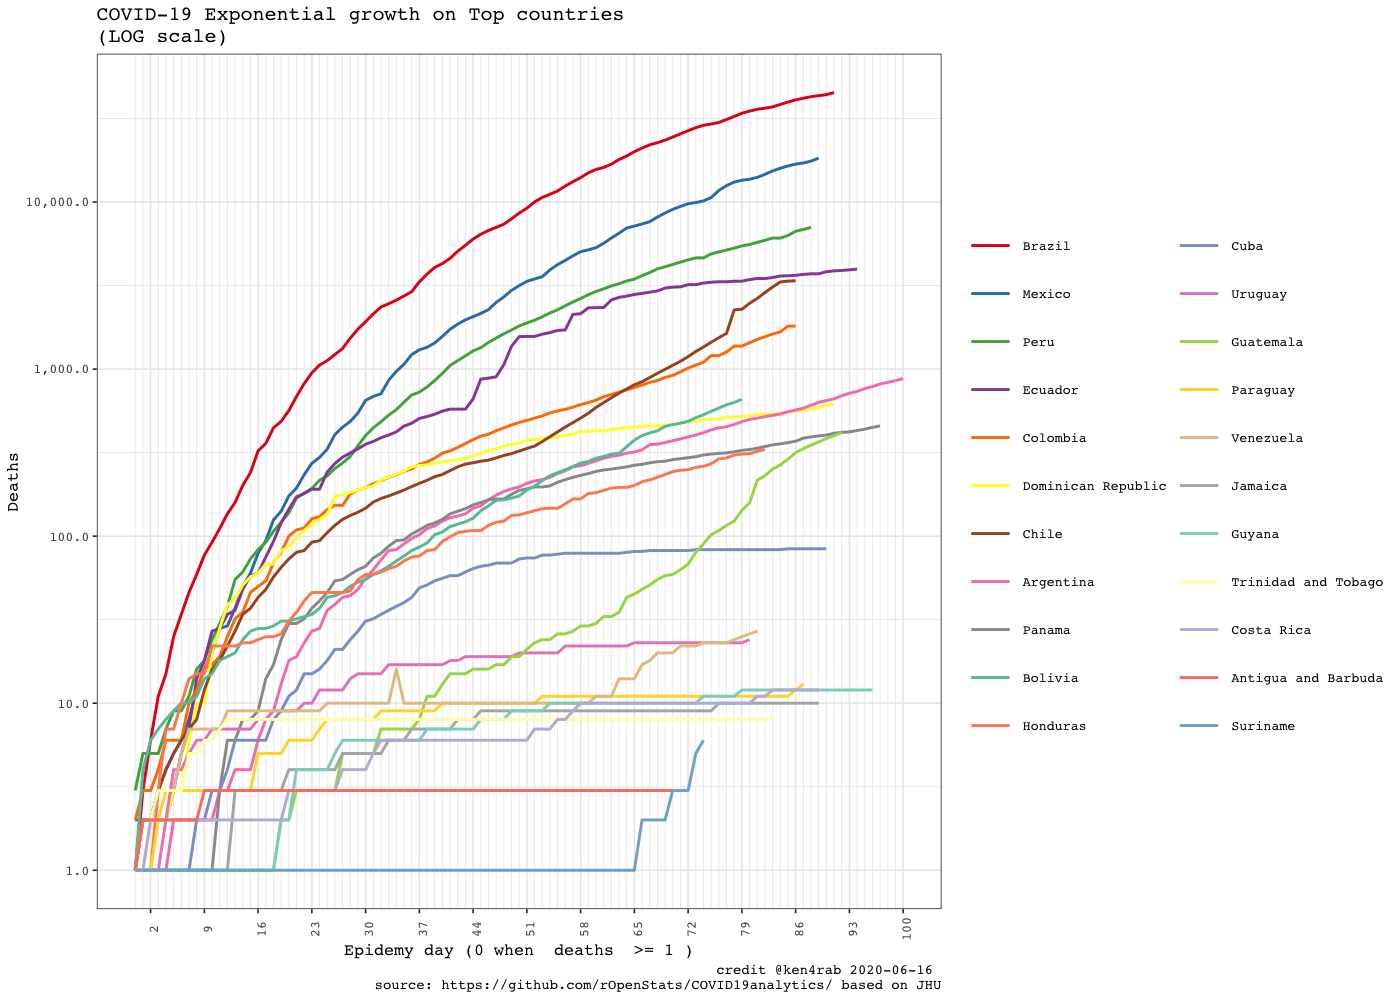 COVID-19 Exponential growth on Top countries
(LOG scale)
Deaths
10,000.0
1,000.0
100.0
10.0
1.0
2 9 16 23 30 37 44 51 58 65 72 79 86 93 100
Epidemy day (0 when deaths >= 1 )
Brazil
Mexico
Peru
Ecuador
Colombia
Dominican Republic
Chile
Argentina
Panama
Bolivia
Honduras
Cuba
Uruguay
Guatemala
Paraguay
Venezuela
Jamaica
Guyana
Trinidad and Tobago
Costa Rica
Antigua and Barbuda
Suriname
credit @ken4rab 2020-06-16
source: https://github.com/rOpenStats/COVID19analytics/ based on JHU